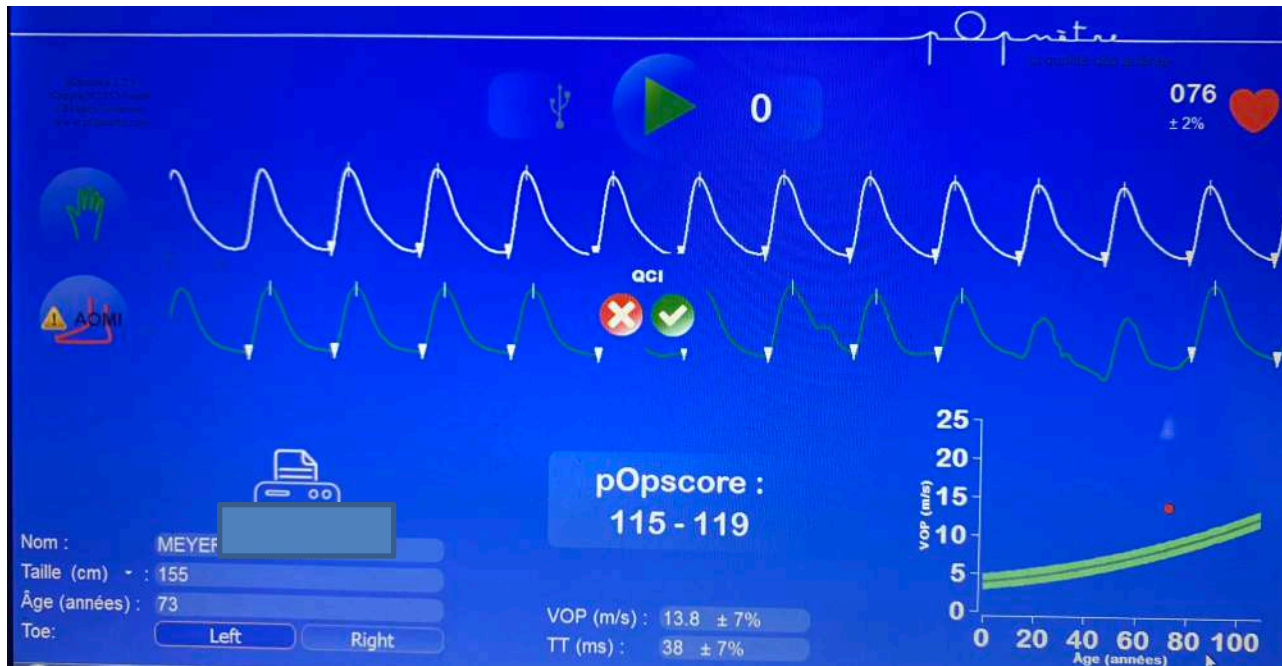 pOpmètre
076
± 2%
0
QCI
AOMI
pOpscore :
115 - 119
Nom : MEYER
Taille (cm) : 155
Âge (années) : 73
Toe: Left Right
VOP (m/s) : 13.8 ± 7%
TT (ms) : 38 ± 7%
VOP (m/s)
25
20
15
10
5
0
0 20 40 60 80 100
Âge (années)